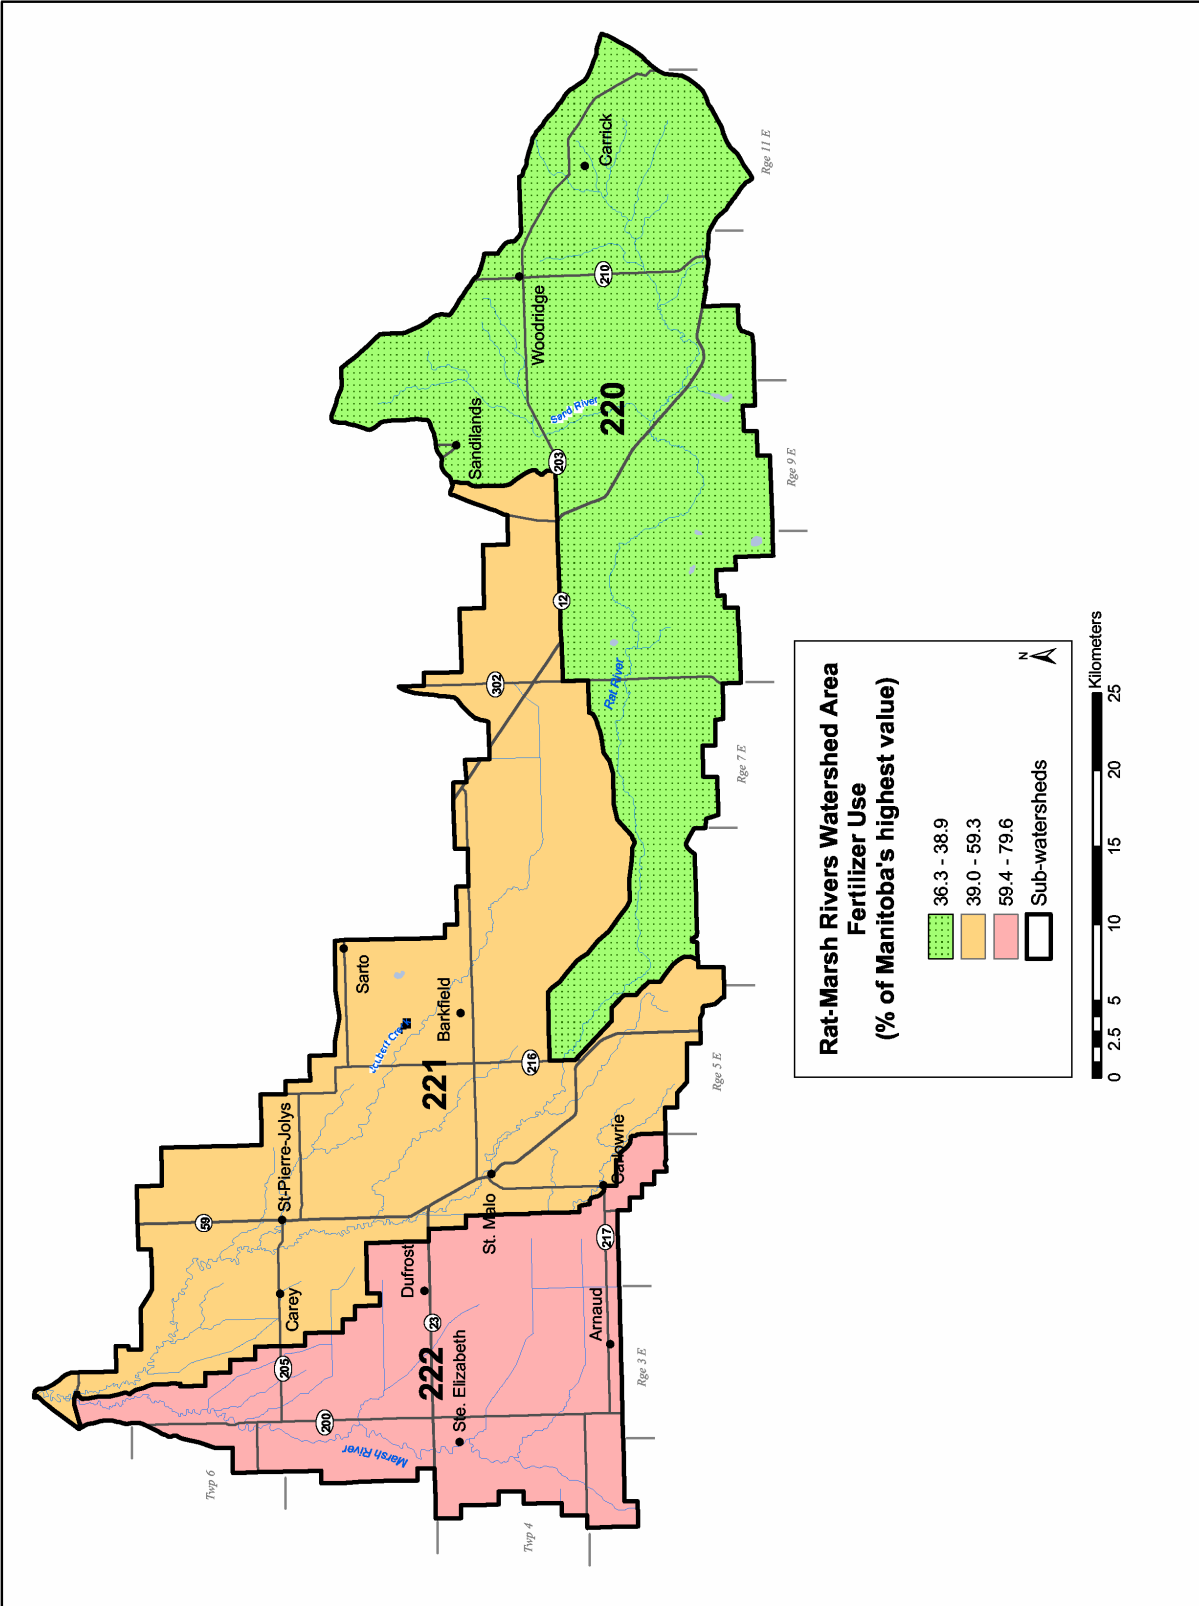 Rat-Marsh Rivers Watershed Area
Fertilizer Use
(% of Manitoba's highest value)
36.3 - 38.9
39.0 - 59.3
59.4 - 79.6
Sub-watersheds
N
0 2.5 5 10 15 20 25
Kilometers
Twp 6
Twp 4
Rge 3 E
Rge 5 E
Rge 7 E
Rge 9 E
Rge 11 E
222
221
220
59
205
200
23
217
216
302
12
203
210
Carey
St-Pierre-Jolys
Dufrost
Ste. Elizabeth
Arnaud
St. Malo
Carlowrie
Sarto
Barkfield
Sandilands
Woodridge
Carrick
Marsh River
Joubert Creek
Rat River
Sand River